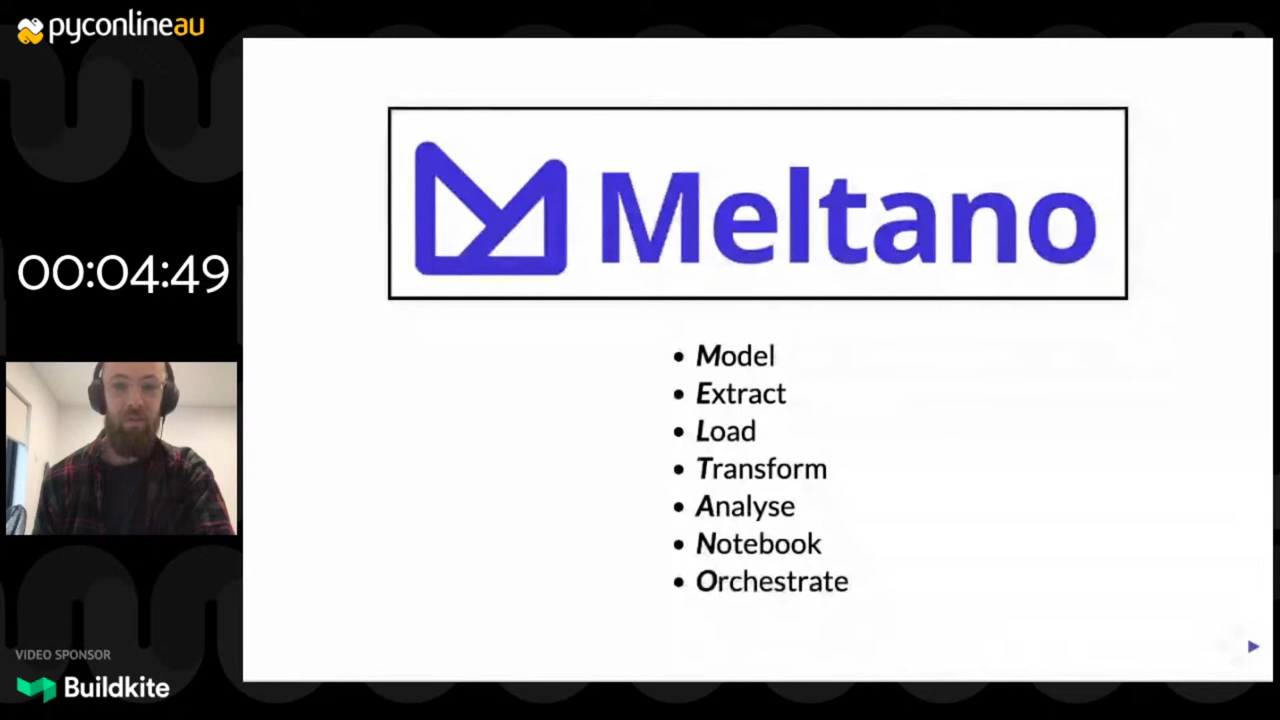 pyconlineau
00:04:49
Meltano
• Model
• Extract
• Load
• Transform
• Analyse
• Notebook
• Orchestrate
VIDEO SPONSOR
Buildkite